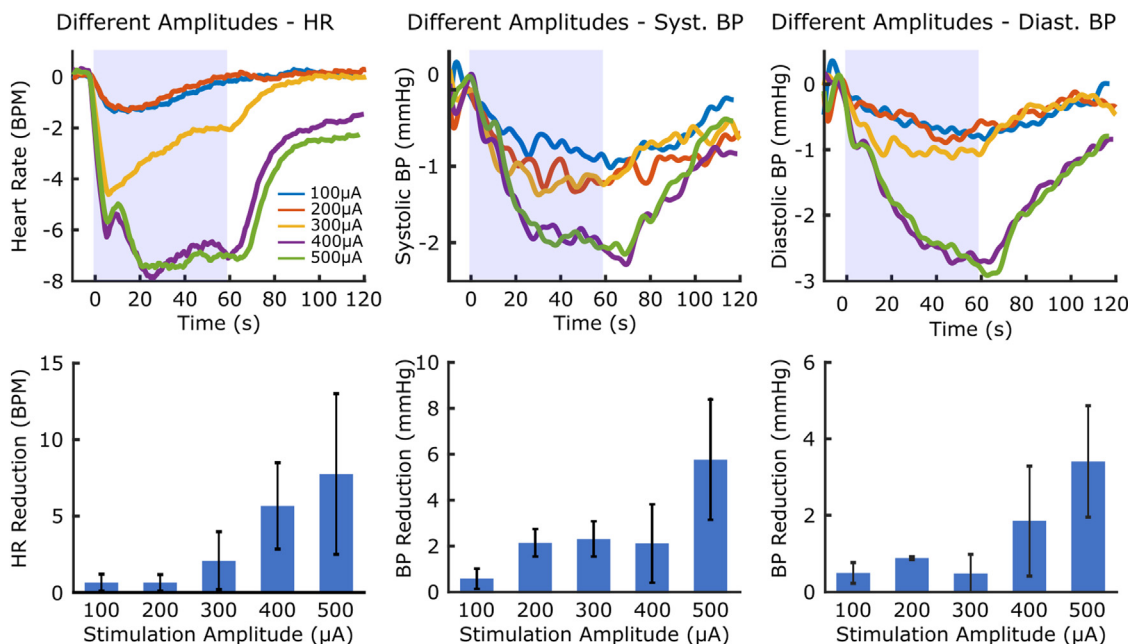 Different Amplitudes - HR
Different Amplitudes - Syst. BP
Different Amplitudes - Diast. BP
Heart Rate (BPM)
0
-2
-4
-6
-8
100µA
200µA
300µA
400µA
500µA
0 20 40 60 80 100 120
Time (s)
Systolic BP (mmHg)
0
-1
-2
0 20 40 60 80 100 120
Time (s)
Diastolic BP (mmHg)
0
-1
-2
-3
0 20 40 60 80 100 120
Time (s)
HR Reduction (BPM)
15
10
5
0
100 200 300 400 500
Stimulation Amplitude (µA)
BP Reduction (mmHg)
10
8
6
4
2
0
100 200 300 400 500
Stimulation Amplitude (µA)
BP Reduction (mmHg)
6
4
2
0
100 200 300 400 500
Stimulation Amplitude (µA)